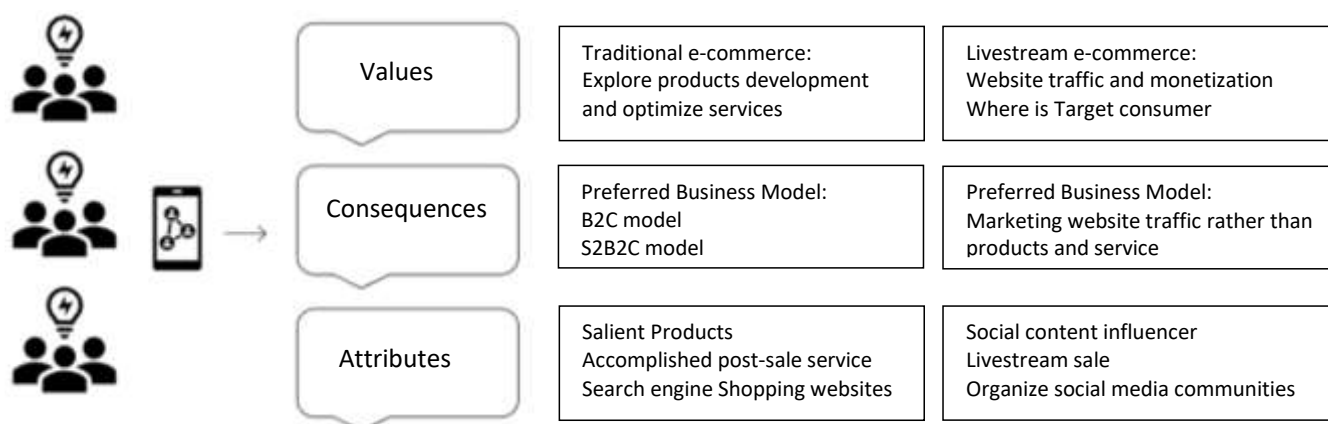 Values
Traditional e-commerce:
Explore products development
and optimize services
Livestream e-commerce:
Website traffic and monetization
Where is Target consumer
Consequences
Preferred Business Model:
B2C model
S2B2C model
Preferred Business Model:
Marketing website traffic rather than
products and service
Attributes
Salient Products
Accomplished post-sale service
Search engine Shopping websites
Social content influencer
Livestream sale
Organize social media communities